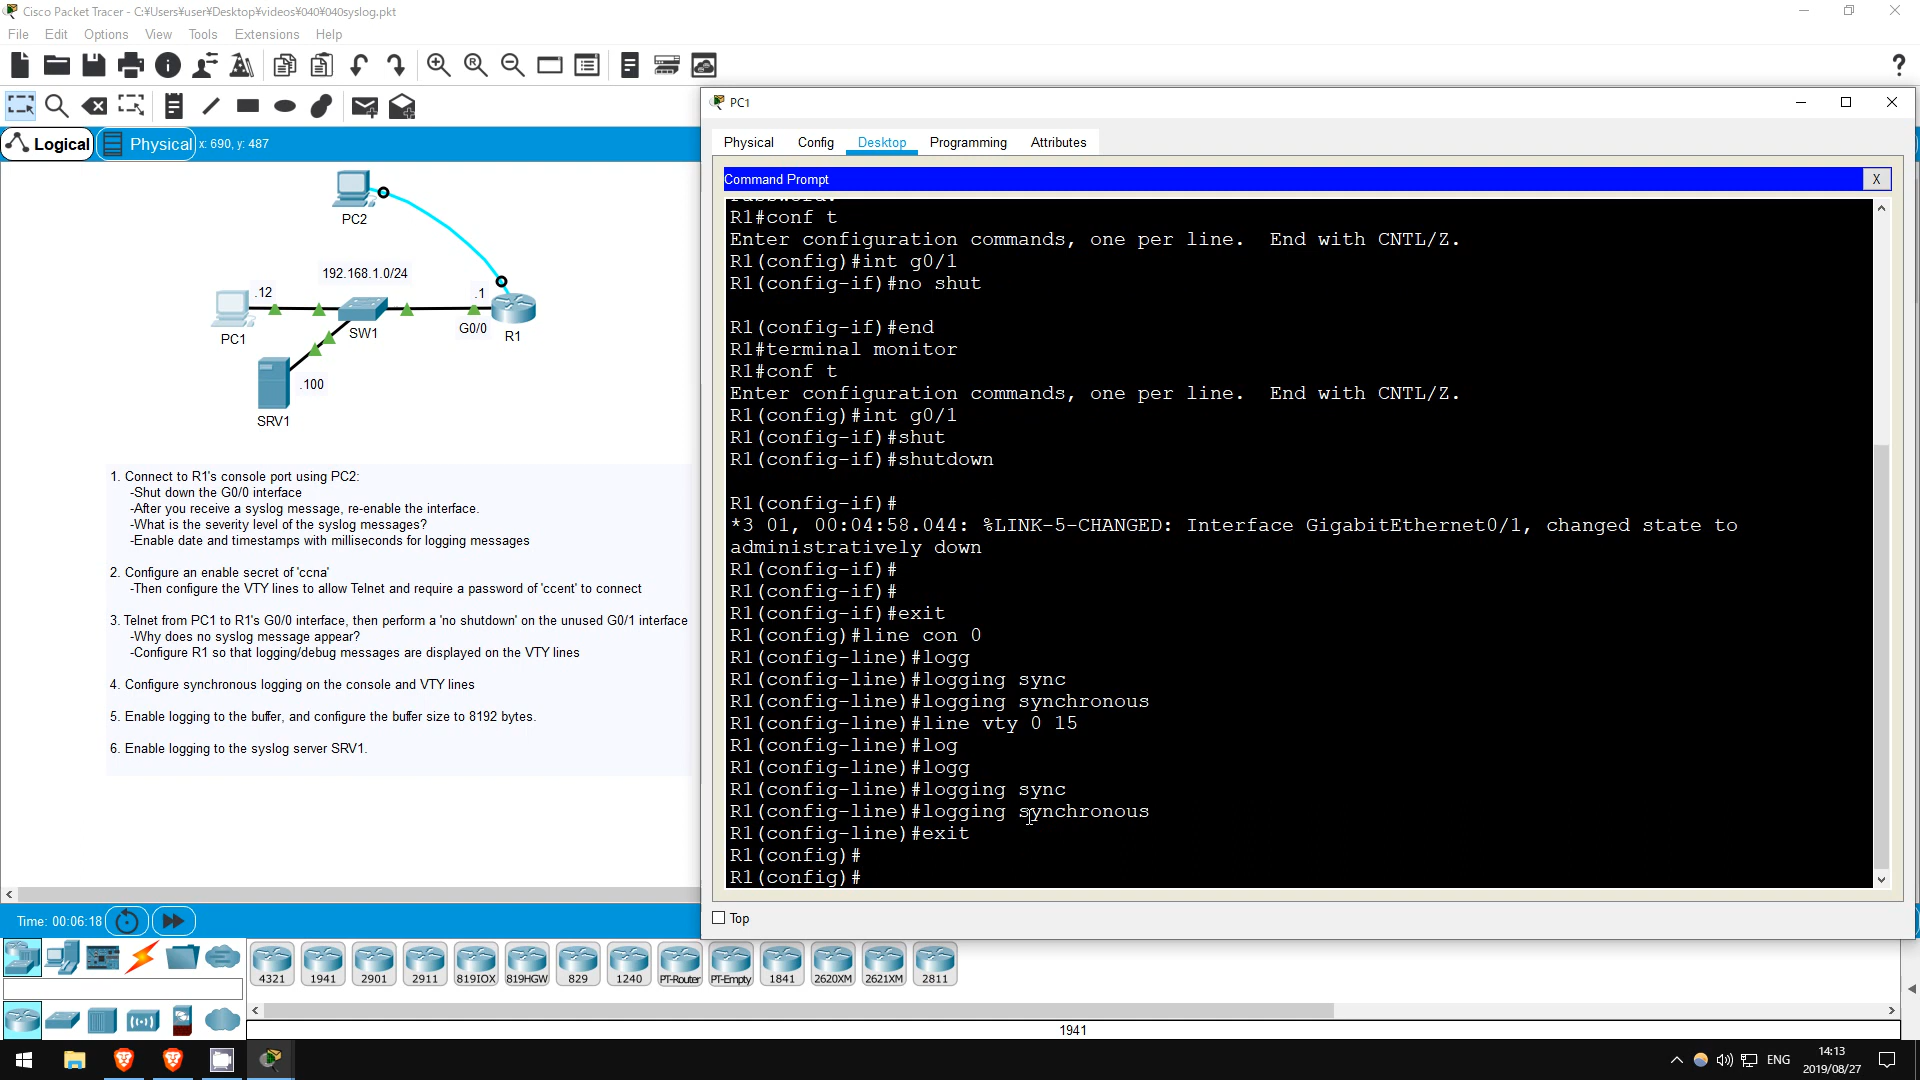 Cisco Packet Tracer - C:¥Users¥user¥Desktop¥videos¥040¥040syslog.pkt
File Edit Options View Tools Extensions Help
Logical Physical x: 690, y: 487
PC2
192.168.1.0/24
.12
.1
PC1
SW1
G0/0
R1
.100
SRV1
1. Connect to R1's console port using PC2:
-Shut down the G0/0 interface
-After you receive a syslog message, re-enable the interface.
-What is the severity level of the syslog messages?
-Enable date and timestamps with milliseconds for logging messages
2. Configure an enable secret of 'ccna'
-Then configure the VTY lines to allow Telnet and require a password of 'ccent' to connect
3. Telnet from PC1 to R1's G0/0 interface, then perform a 'no shutdown' on the unused G0/1 interface
-Why does no syslog message appear?
-Configure R1 so that logging/debug messages are displayed on the VTY lines
4. Configure synchronous logging on the console and VTY lines
5. Enable logging to the buffer, and configure the buffer size to 8192 bytes.
6. Enable logging to the syslog server SRV1.
PC1
Physical Config Desktop Programming Attributes
Command Prompt
X
Password:
R1#conf t
Enter configuration commands, one per line.  End with CNTL/Z.
R1(config)#int g0/1
R1(config-if)#no shut
R1(config-if)#end
R1#terminal monitor
R1#conf t
Enter configuration commands, one per line.  End with CNTL/Z.
R1(config)#int g0/1
R1(config-if)#shut
R1(config-if)#shutdown
R1(config-if)#
*3 01, 00:04:58.044: %LINK-5-CHANGED: Interface GigabitEthernet0/1, changed state to
administratively down
R1(config-if)#
R1(config-if)#
R1(config-if)#exit
R1(config)#line con 0
R1(config-line)#logg
R1(config-line)#logging sync
R1(config-line)#logging synchronous
R1(config-line)#line vty 0 15
R1(config-line)#log
R1(config-line)#logg
R1(config-line)#logging sync
R1(config-line)#logging synchronous
R1(config-line)#exit
R1(config)#
R1(config)#
Top
Time: 00:06:18
4321 1941 2901 2911 819IOX 819HGW 829 1240 PT-Router PT-Empty 1841 2620XM 2621XM 2811
1941
ENG
14:13
2019/08/27